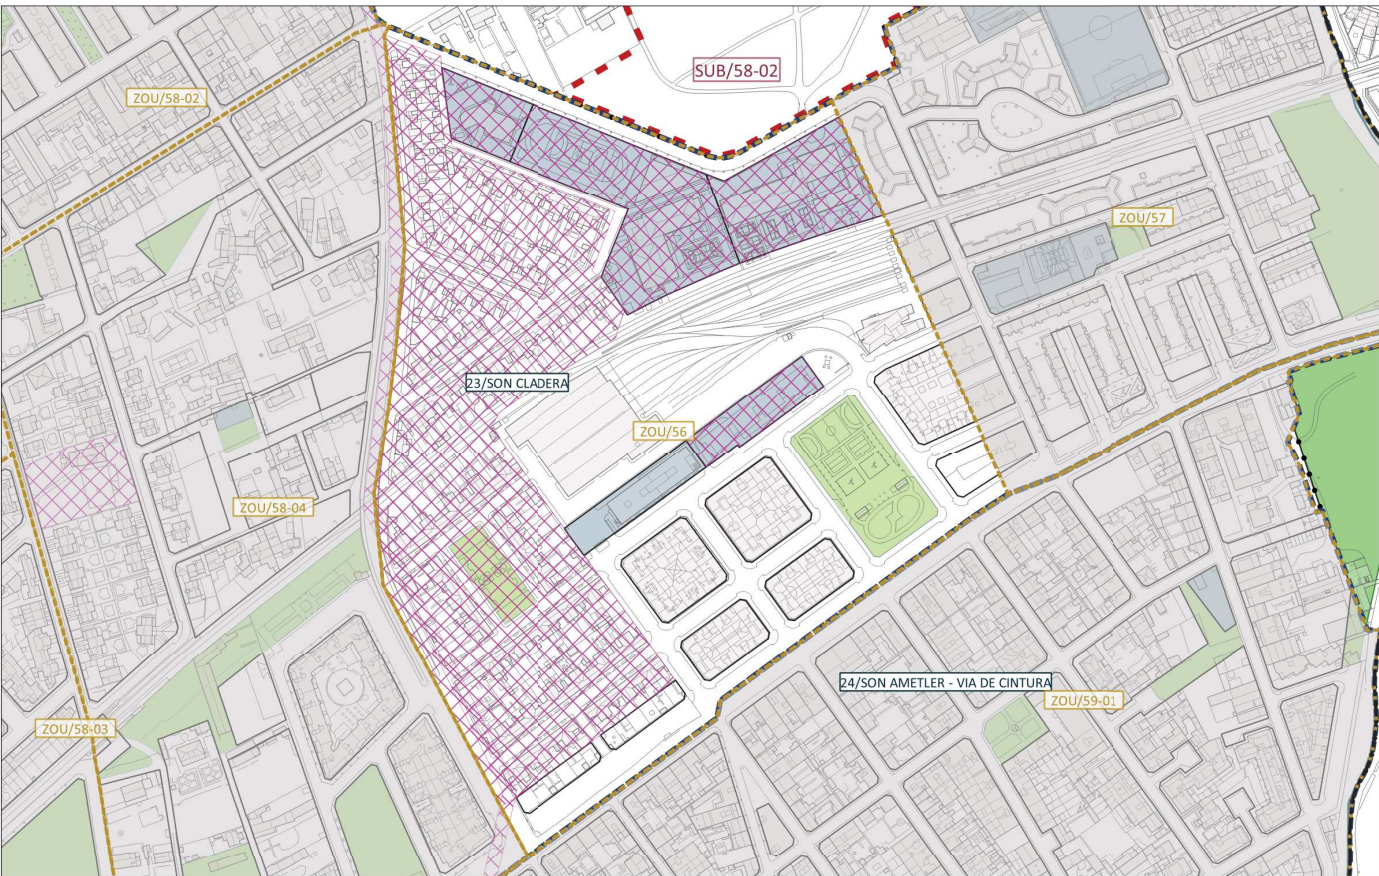 SUB/58-02
ZOU/58-02
ZOU/57
23/SON CLADERA
ZOU/56
ZOU/58-04
24/SON AMETLER - VIA DE CINTURA
ZOU/59-01
ZOU/58-03